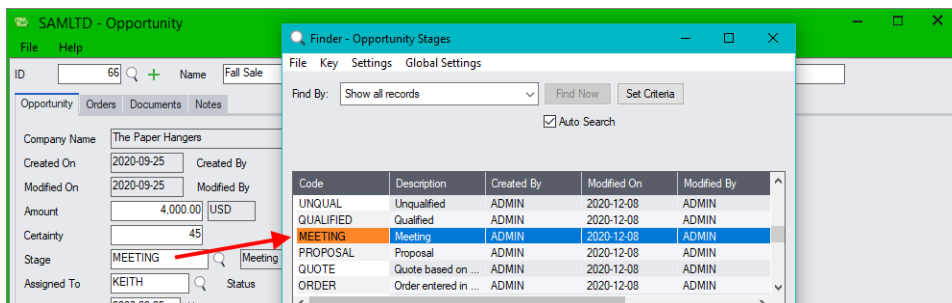 SAMLTD - Opportunity
File Help
ID 66 Name Fall Sale
Opportunity Orders Documents Notes
Company Name The Paper Hangers
Created On 2020-09-25 Created By
Modified On 2020-09-25 Modified By
Amount 4,000.00 USD
Certainty 45
Stage MEETING Meeting
Assigned To KEITH Status
Finder - Opportunity Stages
File Key Settings Global Settings
Find By: Show all records Find Now Set Criteria
Auto Search
Code Description Created By Modified On Modified By
UNQUAL Unqualified ADMIN 2020-12-08 ADMIN
QUALIFIED Qualified ADMIN 2020-12-08 ADMIN
MEETING Meeting ADMIN 2020-12-08 ADMIN
PROPOSAL Proposal ADMIN 2020-12-08 ADMIN
QUOTE Quote based on ... ADMIN 2020-12-08 ADMIN
ORDER Order entered in ... ADMIN 2020-12-08 ADMIN